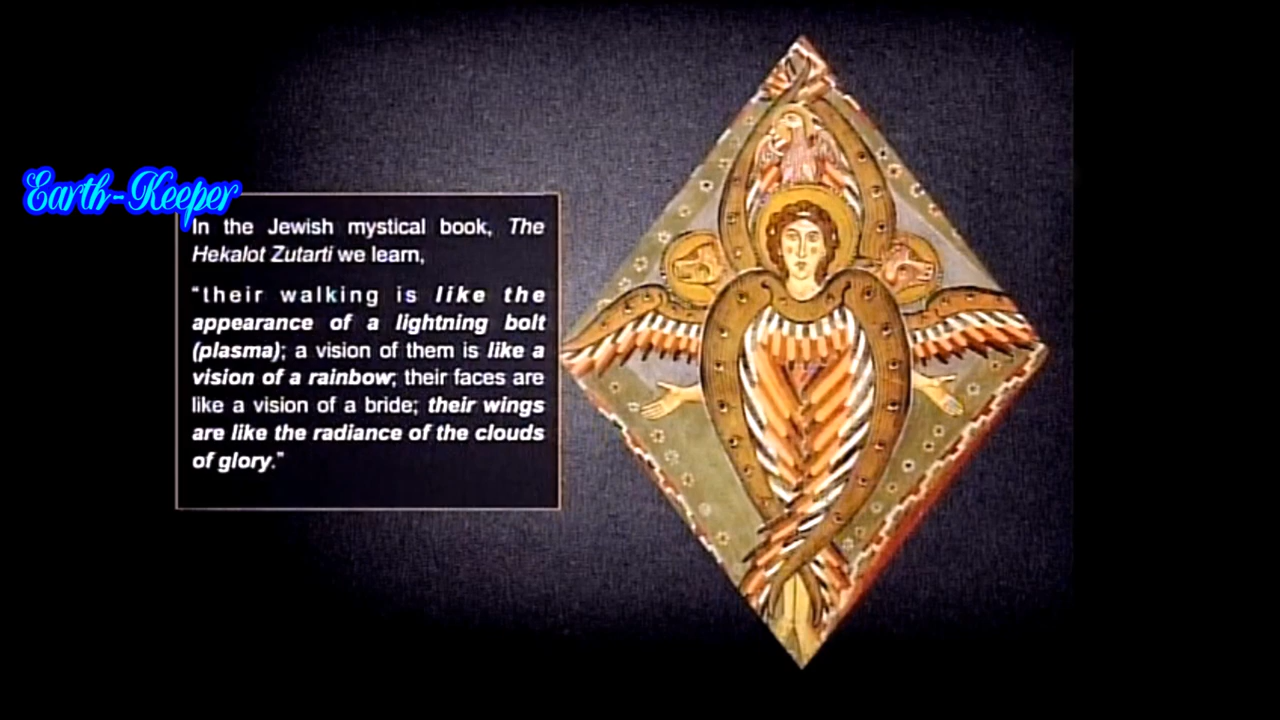 Earth-Keeper
In the Jewish mystical book, The
Hekalot Zutarti we learn,
“their walking is like the
appearance of a lightning bolt
(plasma); a vision of them is like a
vision of a rainbow; their faces are
like a vision of a bride; their wings
are like the radiance of the clouds
of glory.”